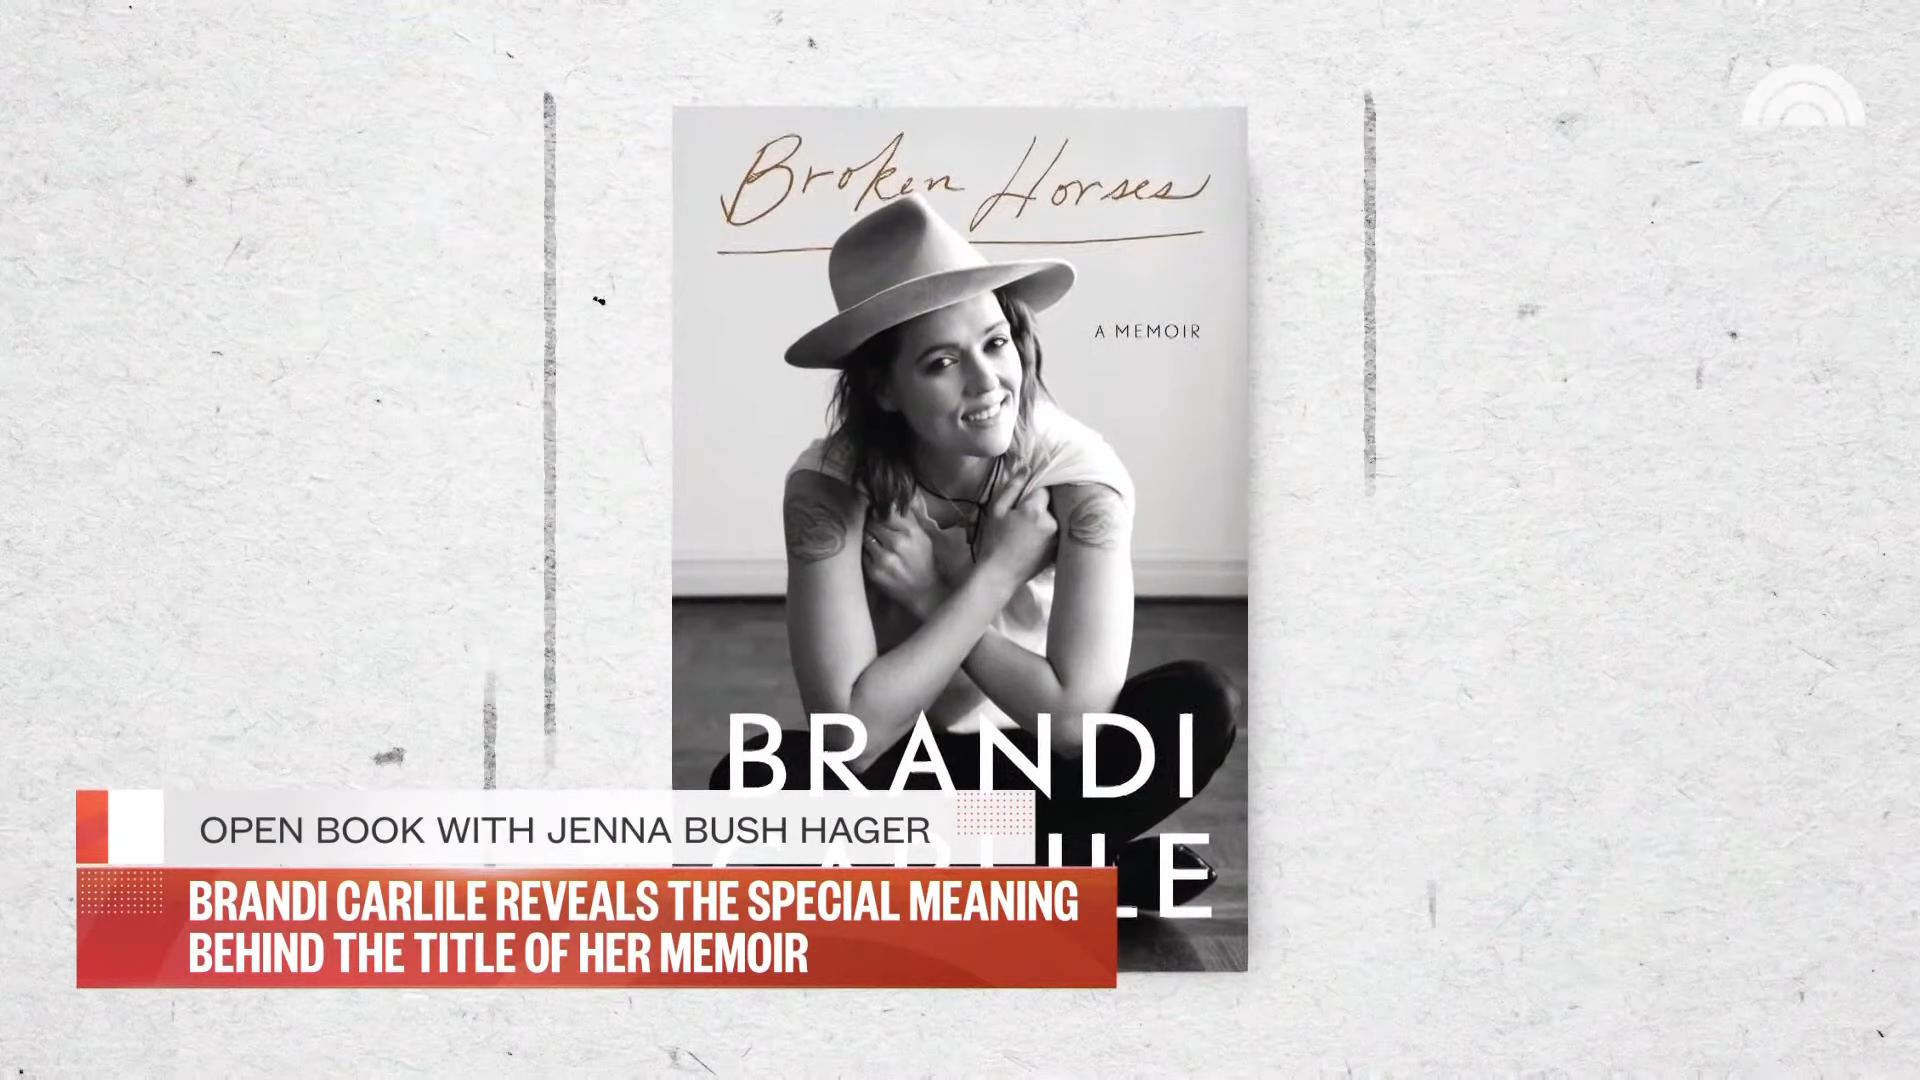 Broken Horses
A MEMOIR
BRANDI
CARLILE
OPEN BOOK WITH JENNA BUSH HAGER
BRANDI CARLILE REVEALS THE SPECIAL MEANING
BEHIND THE TITLE OF HER MEMOIR